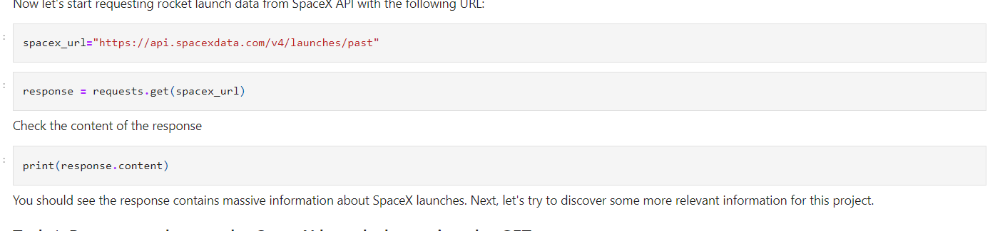 Now let's start requesting rocket launch data from SpaceX API with the following URL:
:
spacex_url="https://api.spacexdata.com/v4/launches/past"
:
response = requests.get(spacex_url)
Check the content of the response
:
print(response.content)
You should see the response contains massive information about SpaceX launches. Next, let's try to discover some more relevant information for this project.